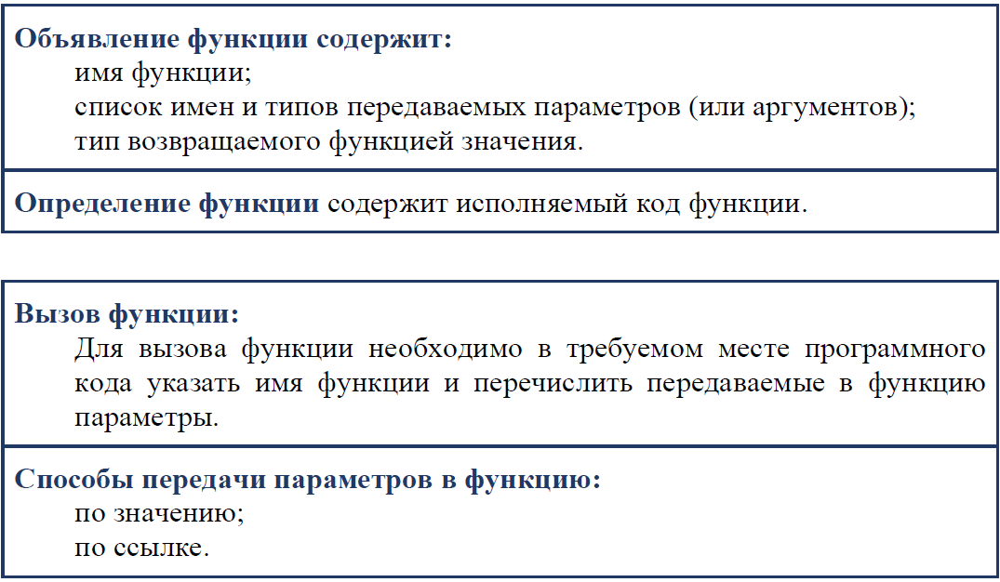 Объявление функции содержит:
имя функции;
список имен и типов передаваемых параметров (или аргументов);
тип возвращаемого функцией значения.
Определение функции содержит исполняемый код функции.
Вызов функции:
Для вызова функции необходимо в требуемом месте программного
кода указать имя функции и перечислить передаваемые в функцию
параметры.
Способы передачи параметров в функцию:
по значению;
по ссылке.